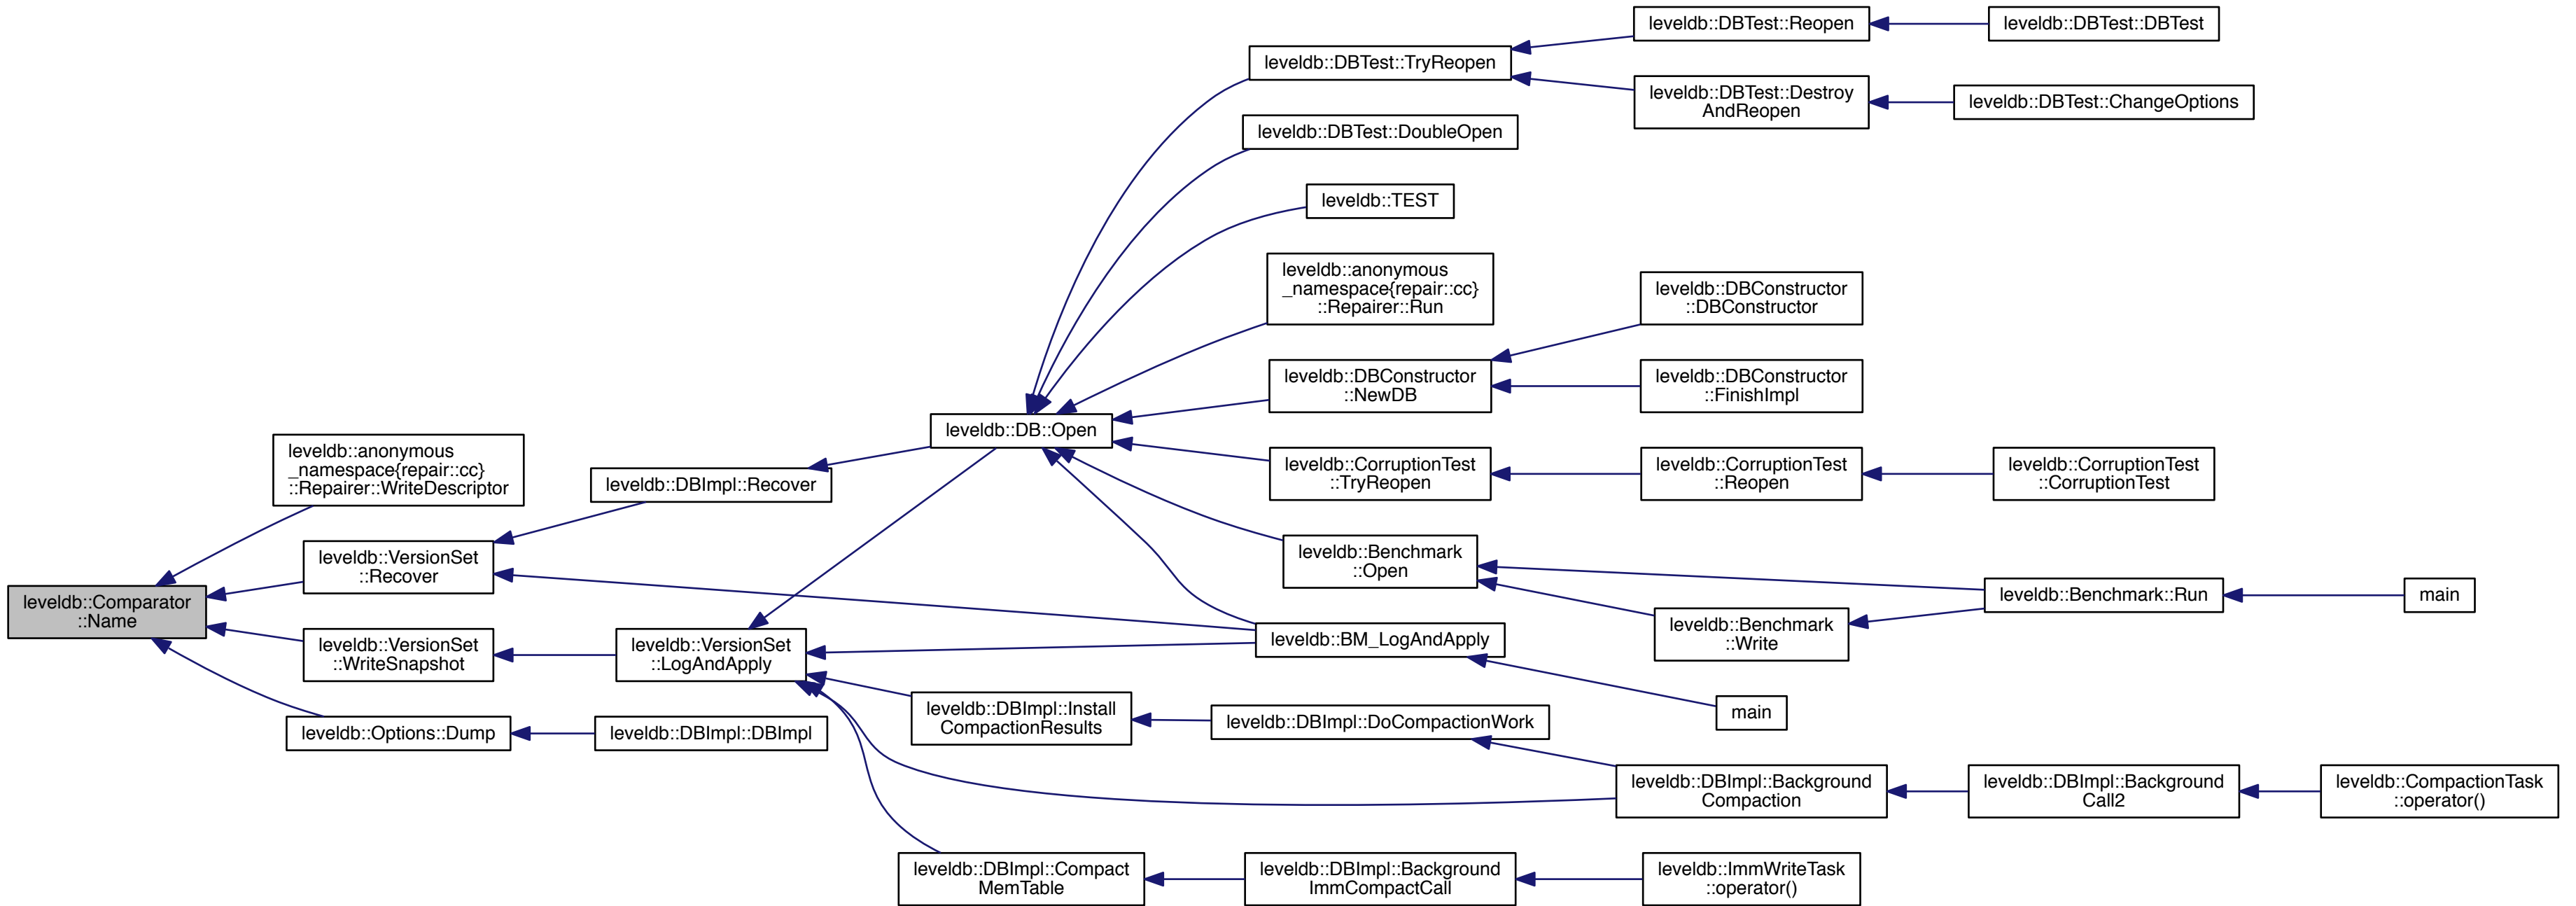 leveldb::DBTest::Reopen
leveldb::DBTest::DBTest
leveldb::DBTest::TryReopen
leveldb::DBTest::Destroy
AndReopen
leveldb::DBTest::ChangeOptions
leveldb::DBTest::DoubleOpen
leveldb::TEST
leveldb::anonymous
_namespace{repair::cc}
::Repairer::Run
leveldb::DBConstructor
::DBConstructor
leveldb::DBConstructor
::NewDB
leveldb::DBConstructor
::FinishImpl
leveldb::DB::Open
leveldb::anonymous
_namespace{repair::cc}
::Repairer::WriteDescriptor
leveldb::DBImpl::Recover
leveldb::CorruptionTest
::TryReopen
leveldb::CorruptionTest
::Reopen
leveldb::CorruptionTest
::CorruptionTest
leveldb::VersionSet
::Recover
leveldb::Benchmark
::Open
leveldb::Comparator
::Name
leveldb::Benchmark::Run
main
leveldb::VersionSet
::WriteSnapshot
leveldb::VersionSet
::LogAndApply
leveldb::BM_LogAndApply
leveldb::Benchmark
::Write
leveldb::Options::Dump
leveldb::DBImpl::DBImpl
leveldb::DBImpl::Install
CompactionResults
leveldb::DBImpl::DoCompactionWork
main
leveldb::DBImpl::Background
Compaction
leveldb::DBImpl::Background
Call2
leveldb::CompactionTask
::operator()
leveldb::DBImpl::Compact
MemTable
leveldb::DBImpl::Background
ImmCompactCall
leveldb::ImmWriteTask
::operator()